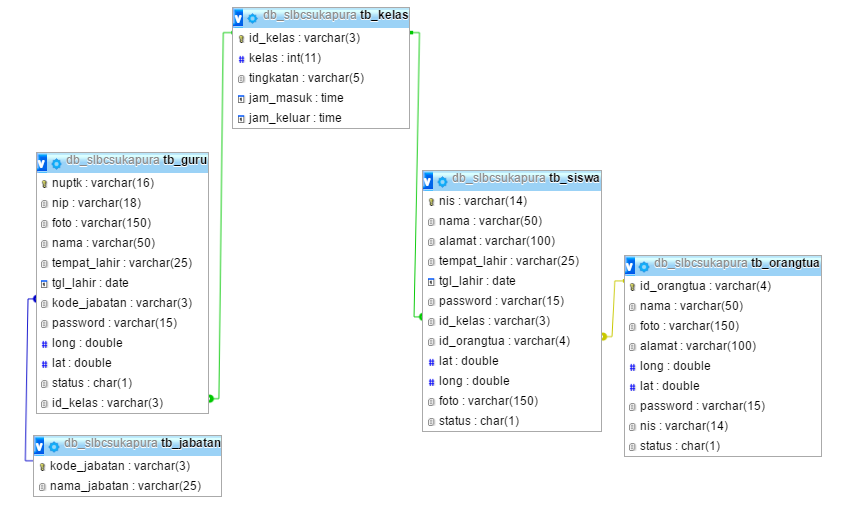 db_slbcsukapura tb_kelas
id_kelas : varchar(3)
kelas : int(11)
tingkatan : varchar(5)
jam_masuk : time
jam_keluar : time
db_slbcsukapura tb_guru
nuptk : varchar(16)
nip : varchar(18)
foto : varchar(150)
nama : varchar(50)
tempat_lahir : varchar(25)
tgl_lahir : date
kode_jabatan : varchar(3)
password : varchar(15)
long : double
lat : double
status : char(1)
id_kelas : varchar(3)
db_slbcsukapura tb_jabatan
kode_jabatan : varchar(3)
nama_jabatan : varchar(25)
db_slbcsukapura tb_siswa
nis : varchar(14)
nama : varchar(50)
alamat : varchar(100)
tempat_lahir : varchar(25)
tgl_lahir : date
password : varchar(15)
id_kelas : varchar(3)
id_orangtua : varchar(4)
lat : double
long : double
foto : varchar(150)
status : char(1)
db_slbcsukapura tb_orangtua
id_orangtua : varchar(4)
nama : varchar(50)
foto : varchar(150)
alamat : varchar(100)
long : double
lat : double
password : varchar(15)
nis : varchar(14)
status : char(1)